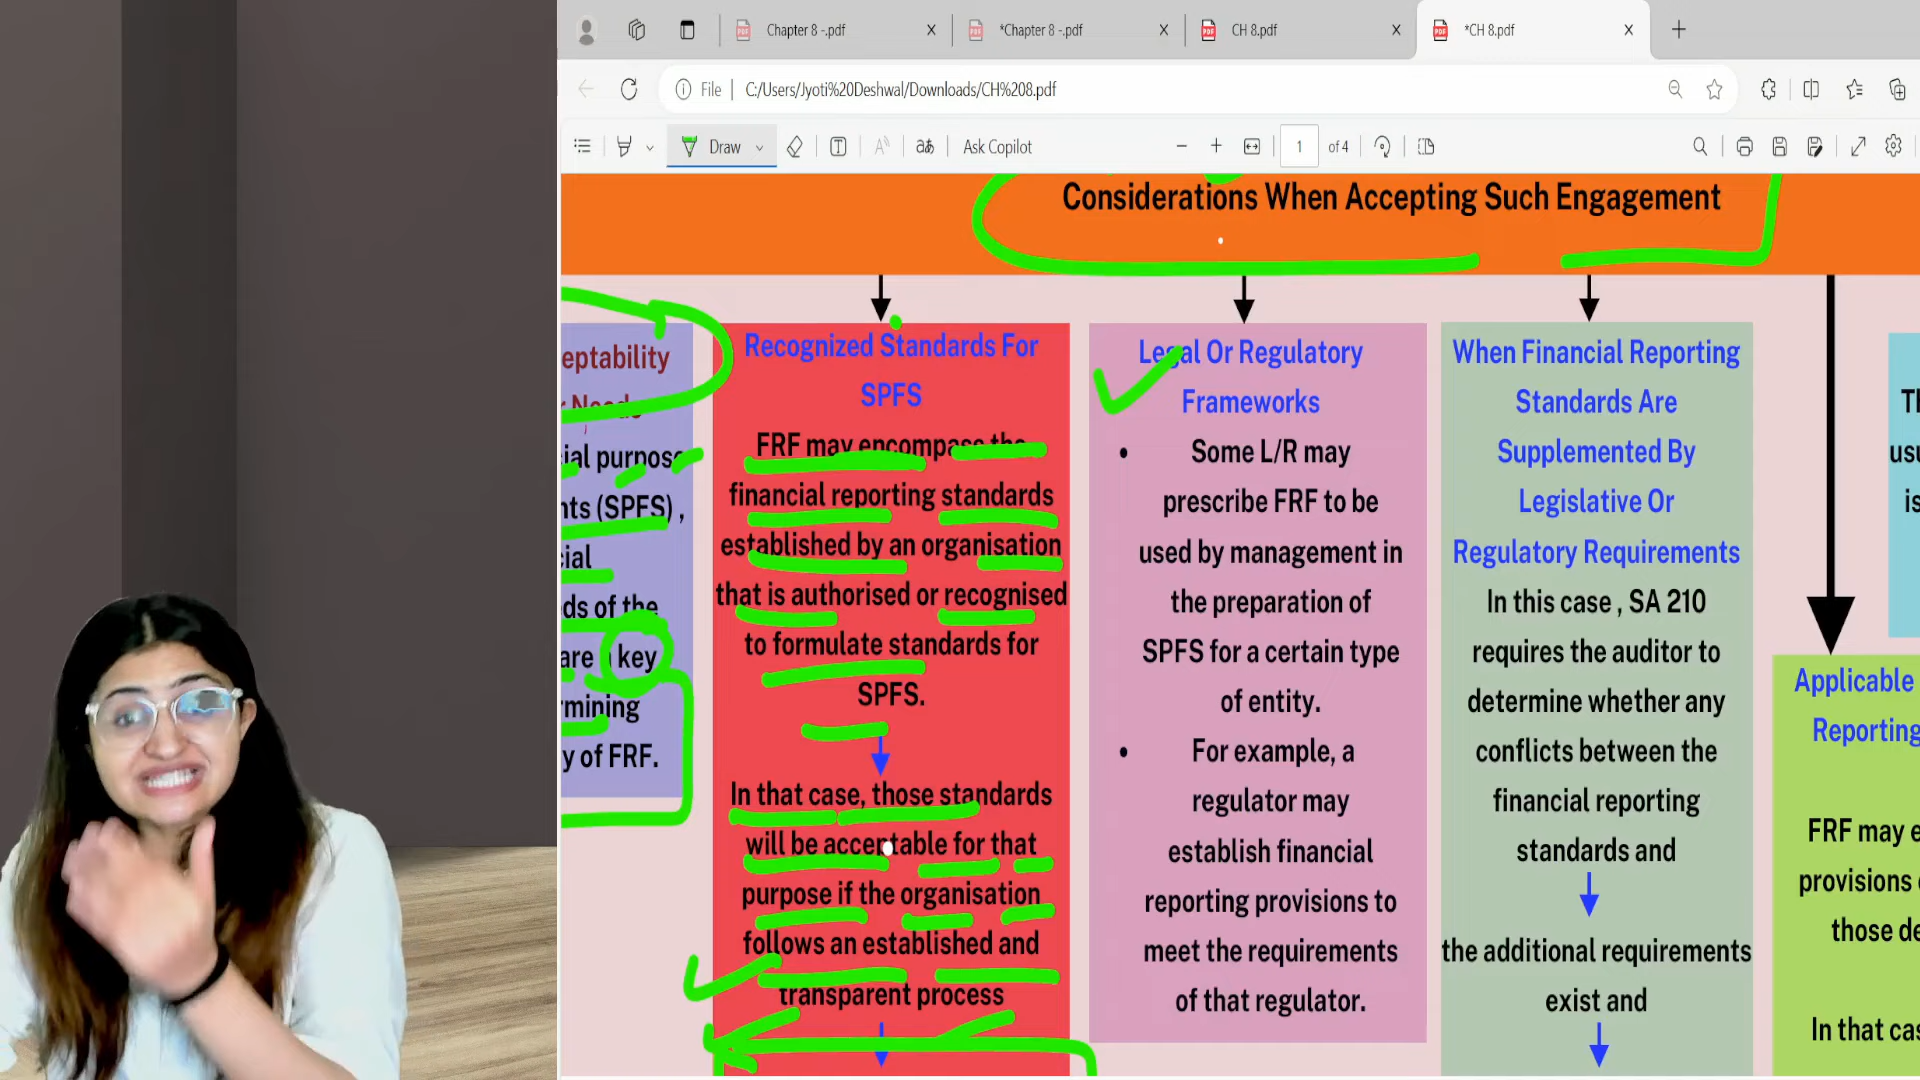 Chapter 8 -.pdf
*Chapter 8 -.pdf
CH 8.pdf
*CH 8.pdf
File
C:/Users/Jyoti%20Deshwal/Downloads/CH%208.pdf
Draw
Ask Copilot
1
of 4
Considerations When Accepting Such Engagement
eptability
r Needs
ial purpose
nts (SPFS) ,
cial
ds of the
are a key
rmining
y of FRF.
Recognized Standards For
SPFS
FRF may encompass the
financial reporting standards
established by an organisation
that is authorised or recognised
to formulate standards for
SPFS.
In that case, those standards
will be acceptable for that
purpose if the organisation
follows an established and
transparent process
Legal Or Regulatory
Frameworks
• Some L/R may
prescribe FRF to be
used by management in
the preparation of
SPFS for a certain type
of entity.
• For example, a
regulator may
establish financial
reporting provisions to
meet the requirements
of that regulator.
When Financial Reporting
Standards Are
Supplemented By
Legislative Or
Regulatory Requirements
In this case , SA 210
requires the auditor to
determine whether any
conflicts between the
financial reporting
standards and
the additional requirements
exist and
Applicable
Reporting
FRF may e
provisions
those de
In that cas
Th
usu
is